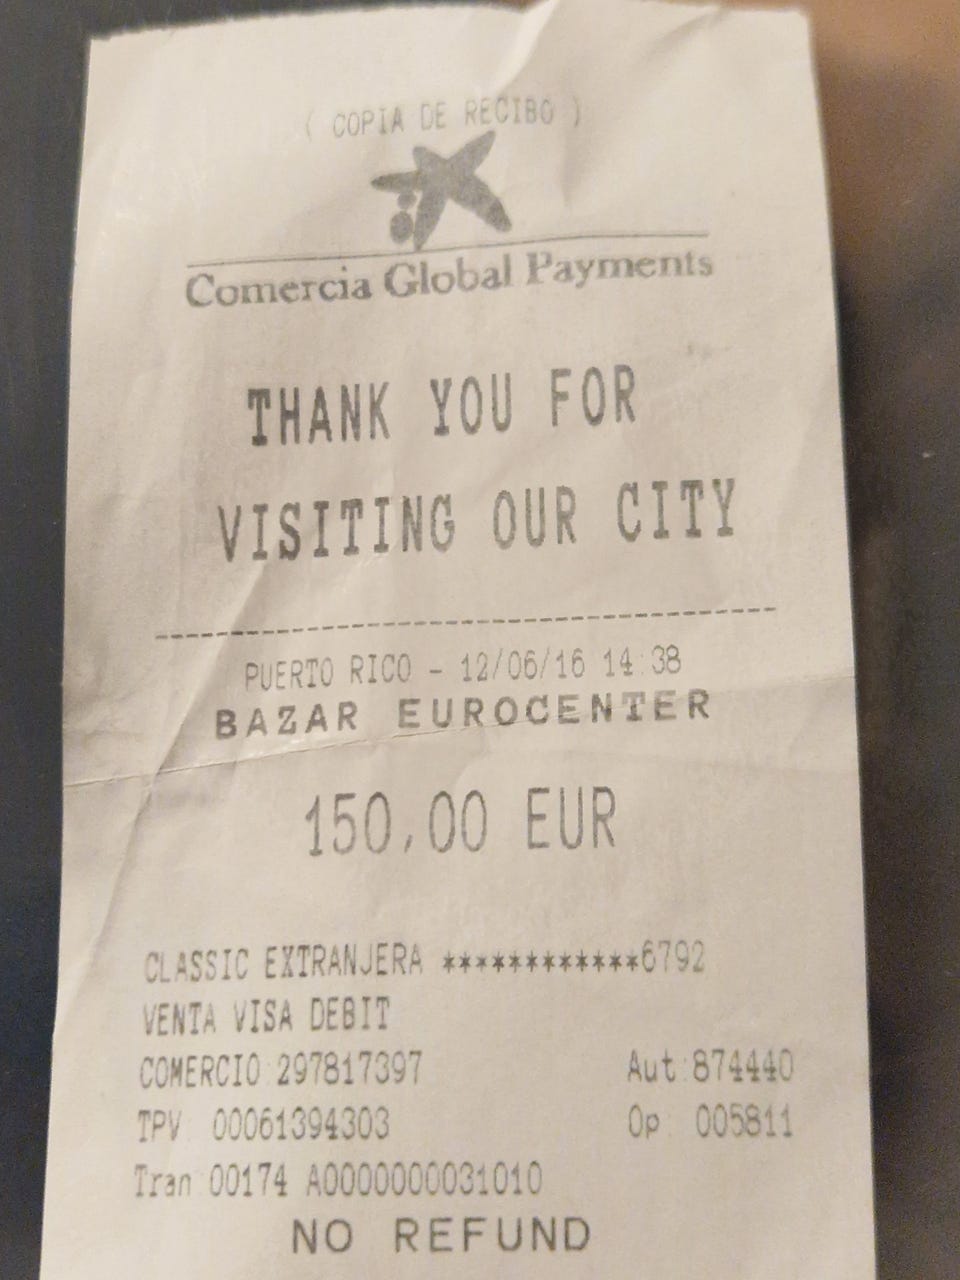 ( COPIA DE RECIBO )
Comercia Global Payments
THANK YOU FOR
VISITING OUR CITY
--------------------------------------------
PUERTO RICO - 12/06/16 14:38
BAZAR EUROCENTER
150,00 EUR
CLASSIC EXTRANJERA ************6792
VENTA VISA DEBIT
COMERCIO:297817397 Aut:874440
TPV: 00061394303 Op: 005811
Tran:00174 A0000000031010
NO REFUND